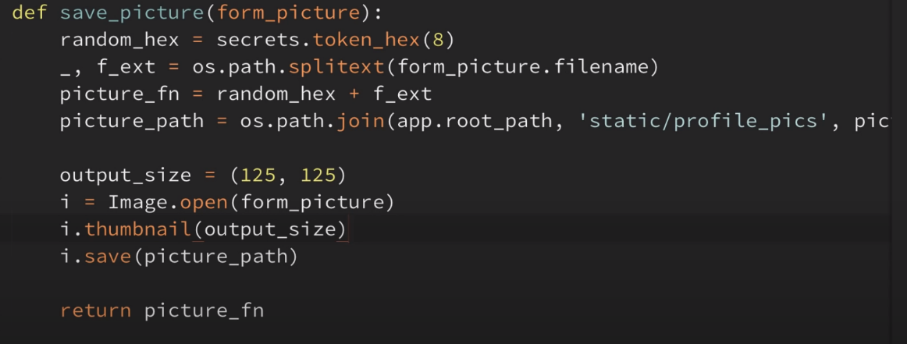 def save_picture(form_picture):
    random_hex = secrets.token_hex(8)
    _, f_ext = os.path.splitext(form_picture.filename)
    picture_fn = random_hex + f_ext
    picture_path = os.path.join(app.root_path, 'static/profile_pics', pic
    output_size = (125, 125)
    i = Image.open(form_picture)
    i.thumbnail(output_size)
    i.save(picture_path)
    return picture_fn